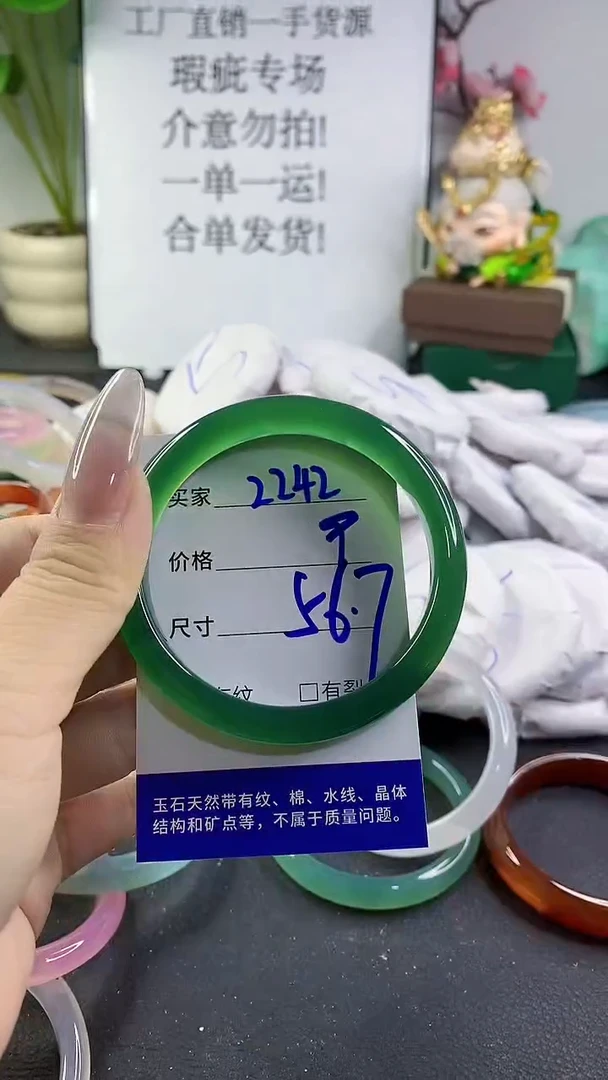 工厂直销一手货源
瑕疵专场
介意勿拍!
一单一运!
合单发货!
买家 2242
价格
尺寸 56.7
有纹 □有裂
玉石天然带有纹、棉、水线、晶体
结构和矿点等，不属于质量问题。